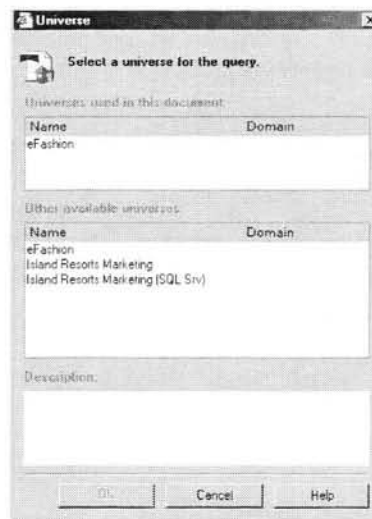 Universe
Select a universe for the query.
Universes used in this document:
Name Domain
eFashion
Other available universes
Name Domain
eFashion
Island Resorts Marketing
Island Resorts Marketing (SQL Srv)
Description:
OK Cancel Help